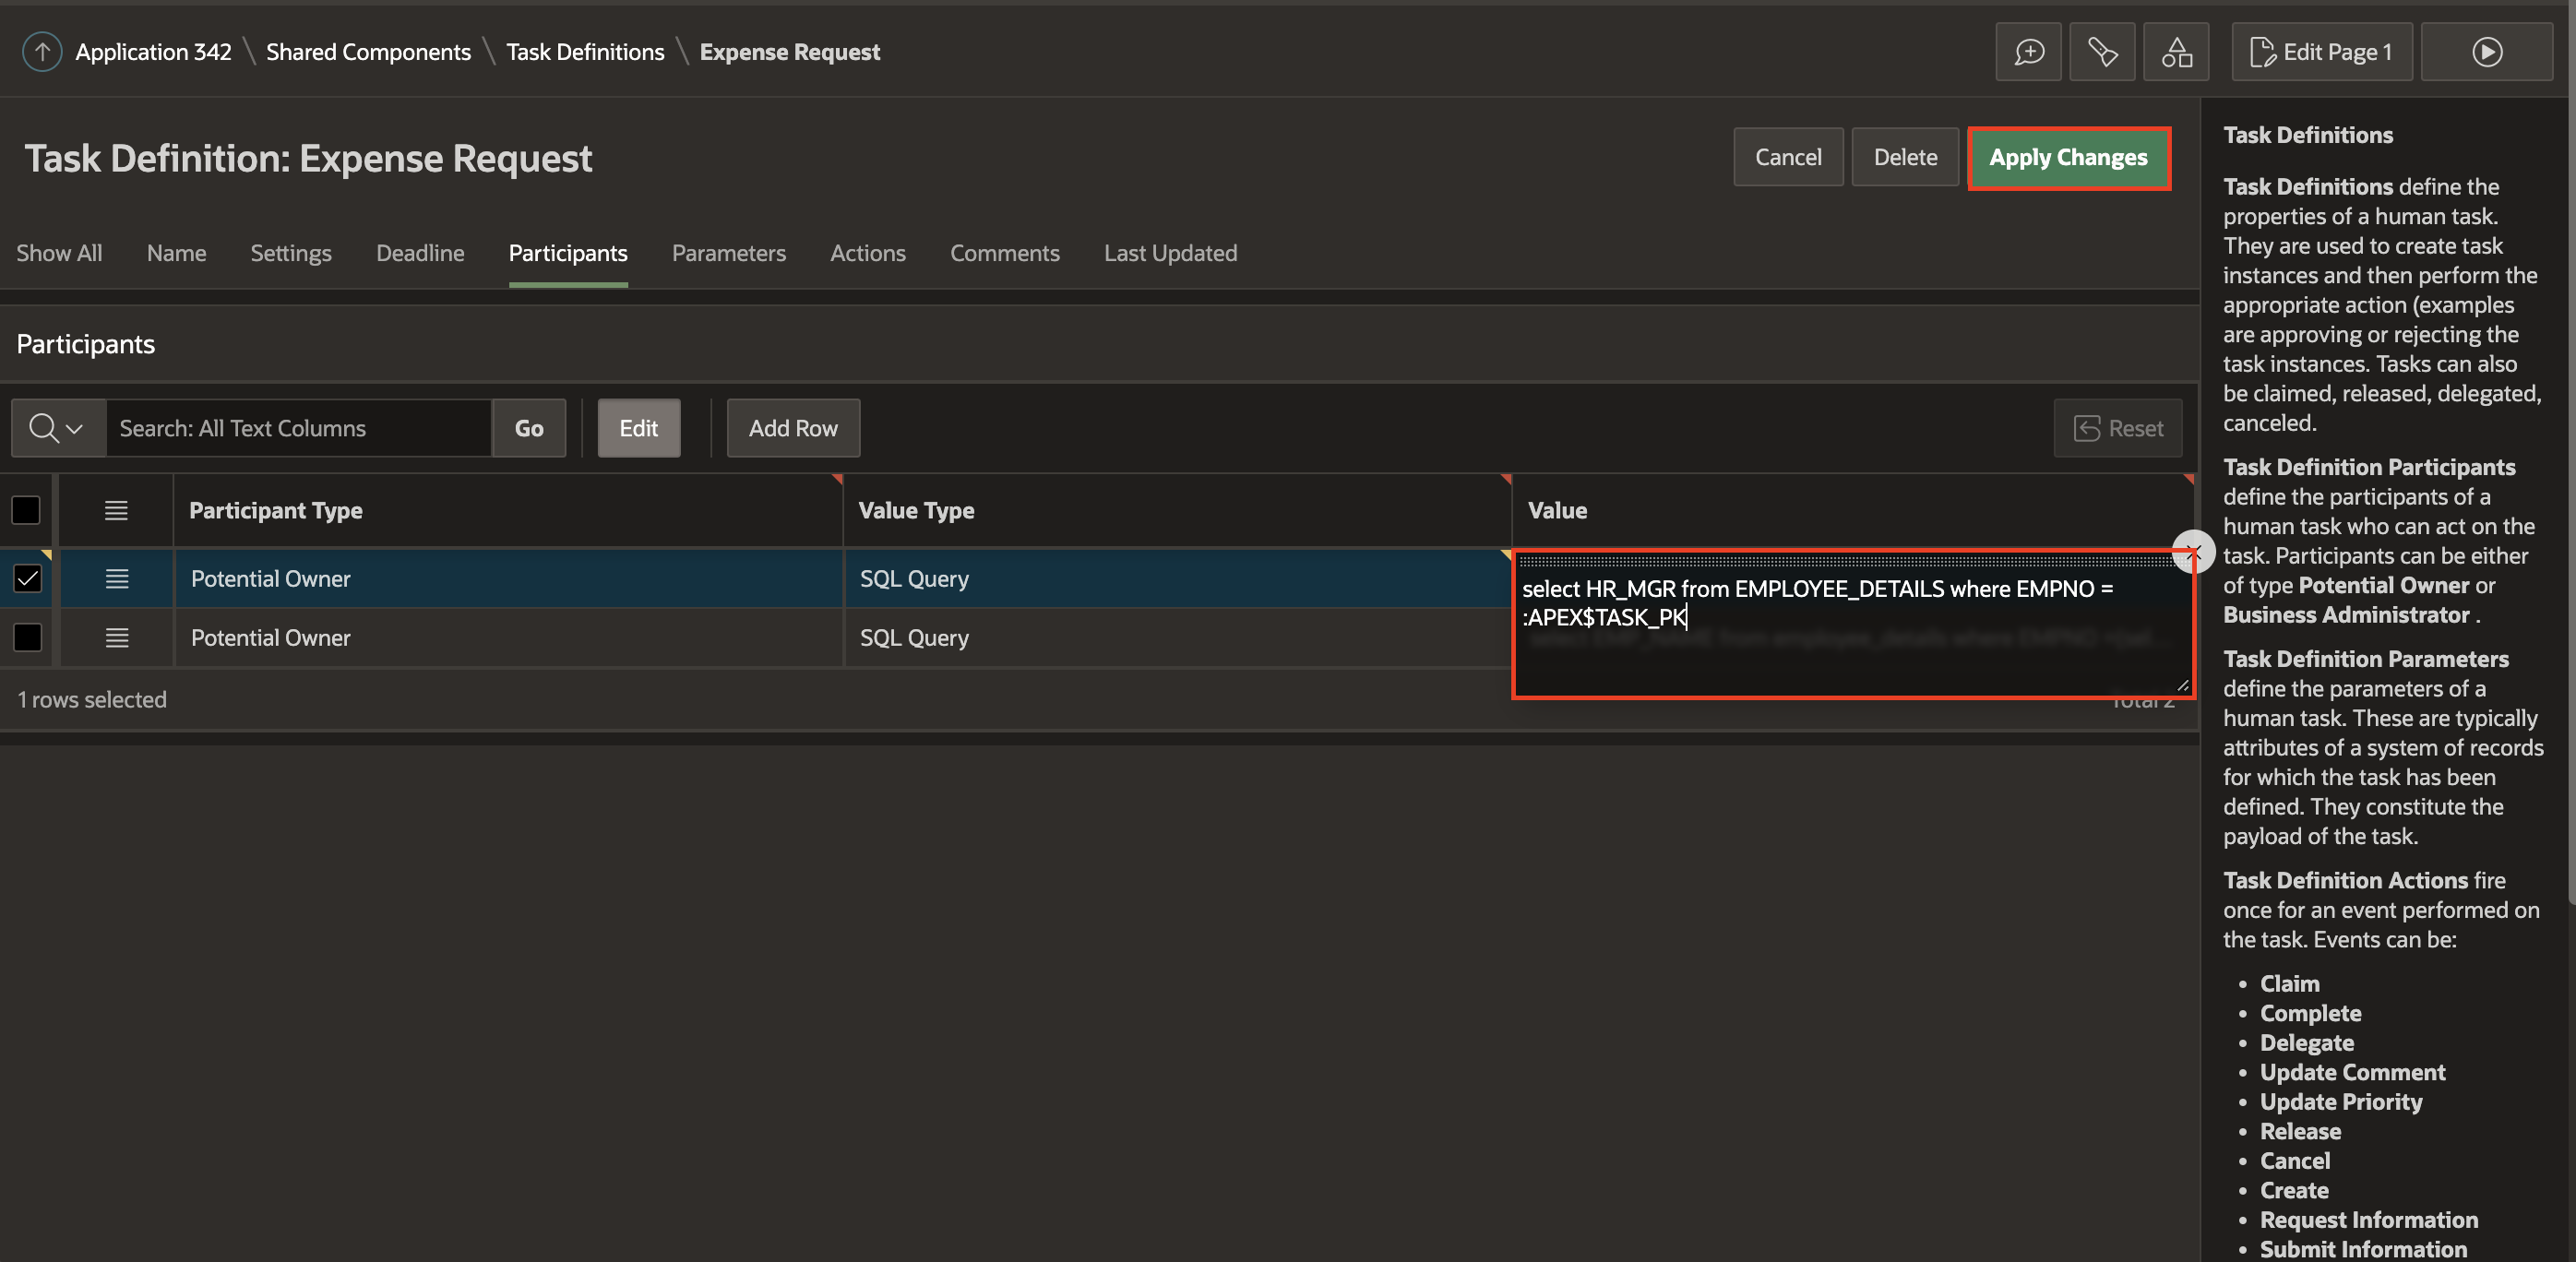 Application 342 \ Shared Components \ Task Definitions \ Expense Request
Edit Page 1
Task Definition: Expense Request
Cancel
Delete
Apply Changes
Show All
Name
Settings
Deadline
Participants
Parameters
Actions
Comments
Last Updated
Participants
Search: All Text Columns
Go
Edit
Add Row
Reset
Participant Type
Value Type
Value
Potential Owner
SQL Query
select HR_MGR from EMPLOYEE_DETAILS where EMPNO =
:APEX$TASK_PK
Potential Owner
SQL Query
select EMP_NAME from employee_details where EMPNO
1 rows selected
Total 2
Task Definitions
Task Definitions define the
properties of a human task.
They are used to create task
instances and then perform the
appropriate action (examples
are approving or rejecting the
task instances. Tasks can also
be claimed, released, delegated,
canceled.
Task Definition Participants
define the participants of a
human task who can act on the
task. Participants can be either
of type Potential Owner or
Business Administrator .
Task Definition Parameters
define the parameters of a
human task. These are typically
attributes of a system of records
for which the task has been
defined. They constitute the
payload of the task.
Task Definition Actions fire
once for an event performed on
the task. Events can be:
• Claim
• Complete
• Delegate
• Update Comment
• Update Priority
• Release
• Cancel
• Create
• Request Information
• Submit Information